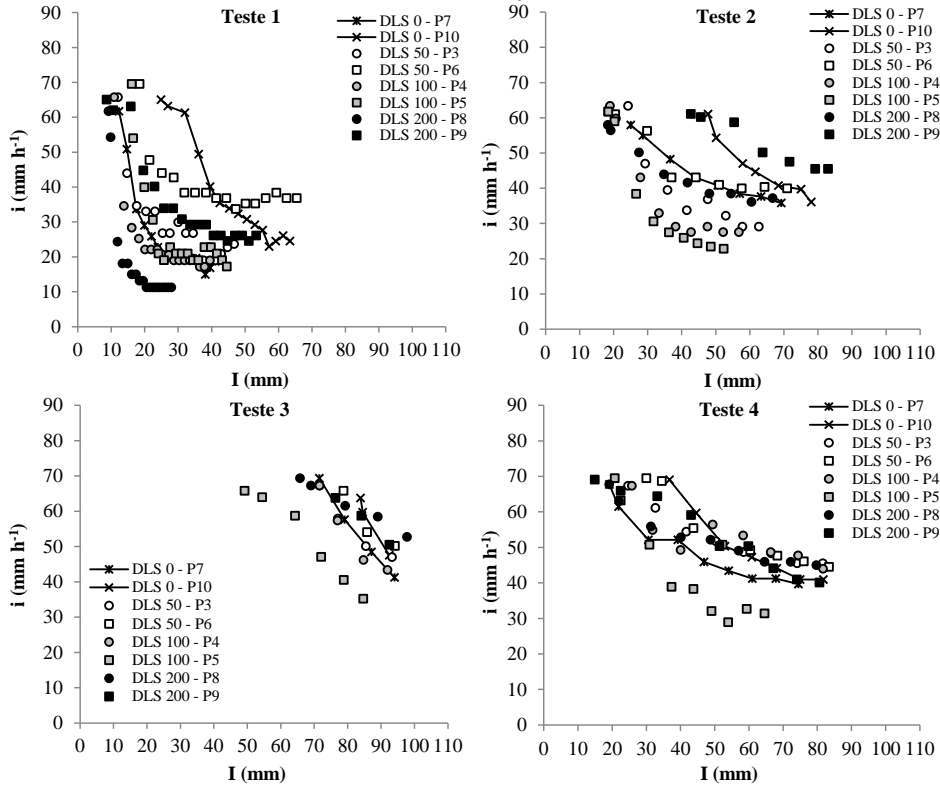 Teste 1
i (mm h-1)
90
80
70
60
50
40
30
20
10
0
0 10 20 30 40 50 60 70 80 90 100 110
I (mm)
DLS 0 - P7
DLS 0 - P10
DLS 50 - P3
DLS 50 - P6
DLS 100 - P4
DLS 100 - P5
DLS 200 - P8
DLS 200 - P9
Teste 2
i (mm h-1)
90
80
70
60
50
40
30
20
10
0
0 10 20 30 40 50 60 70 80 90 100 110
I (mm)
DLS 0 - P7
DLS 0 - P10
DLS 50 - P3
DLS 50 - P6
DLS 100 - P4
DLS 100 - P5
DLS 200 - P8
DLS 200 - P9
Teste 3
i (mm h-1)
90
80
70
60
50
40
30
20
10
0
0 10 20 30 40 50 60 70 80 90 100 110
I (mm)
DLS 0 - P7
DLS 0 - P10
DLS 50 - P3
DLS 50 - P6
DLS 100 - P4
DLS 100 - P5
DLS 200 - P8
DLS 200 - P9
Teste 4
i (mm h-1)
90
80
70
60
50
40
30
20
10
0
0 10 20 30 40 50 60 70 80 90 100 110
I (mm)
DLS 0 - P7
DLS 0 - P10
DLS 50 - P3
DLS 50 - P6
DLS 100 - P4
DLS 100 - P5
DLS 200 - P8
DLS 200 - P9